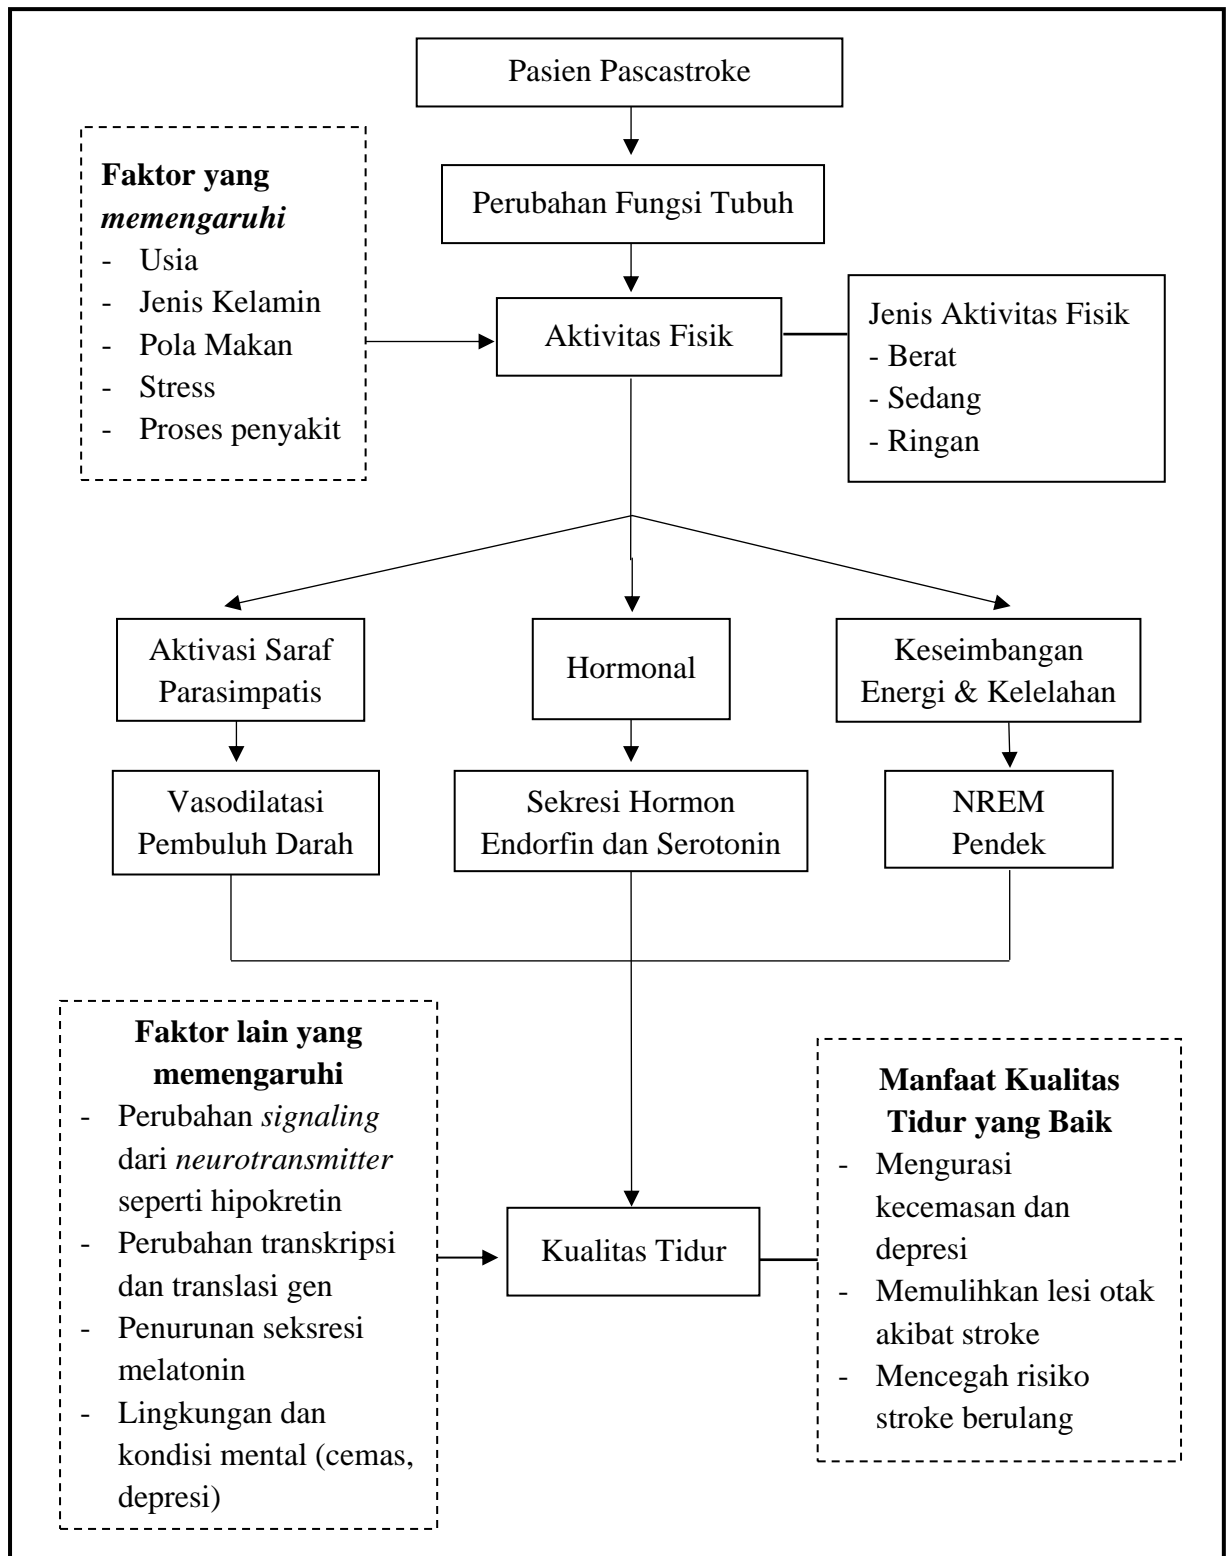 Pasien Pascastroke
Faktor yang
memengaruhi
- Usia
- Jenis Kelamin
- Pola Makan
- Stress
- Proses penyakit
Perubahan Fungsi Tubuh
Aktivitas Fisik
Jenis Aktivitas Fisik
- Berat
- Sedang
- Ringan
Aktivasi Saraf
Parasimpatis
Hormonal
Keseimbangan
Energi & Kelelahan
Vasodilatasi
Pembuluh Darah
Sekresi Hormon
Endorfin dan Serotonin
NREM
Pendek
Faktor lain yang
memengaruhi
- Perubahan signaling
dari neurotransmitter
seperti hipokretin
- Perubahan transkripsi
dan translasi gen
- Penurunan seksresi
melatonin
- Lingkungan dan
kondisi mental (cemas,
depresi)
Kualitas Tidur
Manfaat Kualitas
Tidur yang Baik
- Mengurasi
kecemasan dan
depresi
- Memulihkan lesi otak
akibat stroke
- Mencegah risiko
stroke berulang